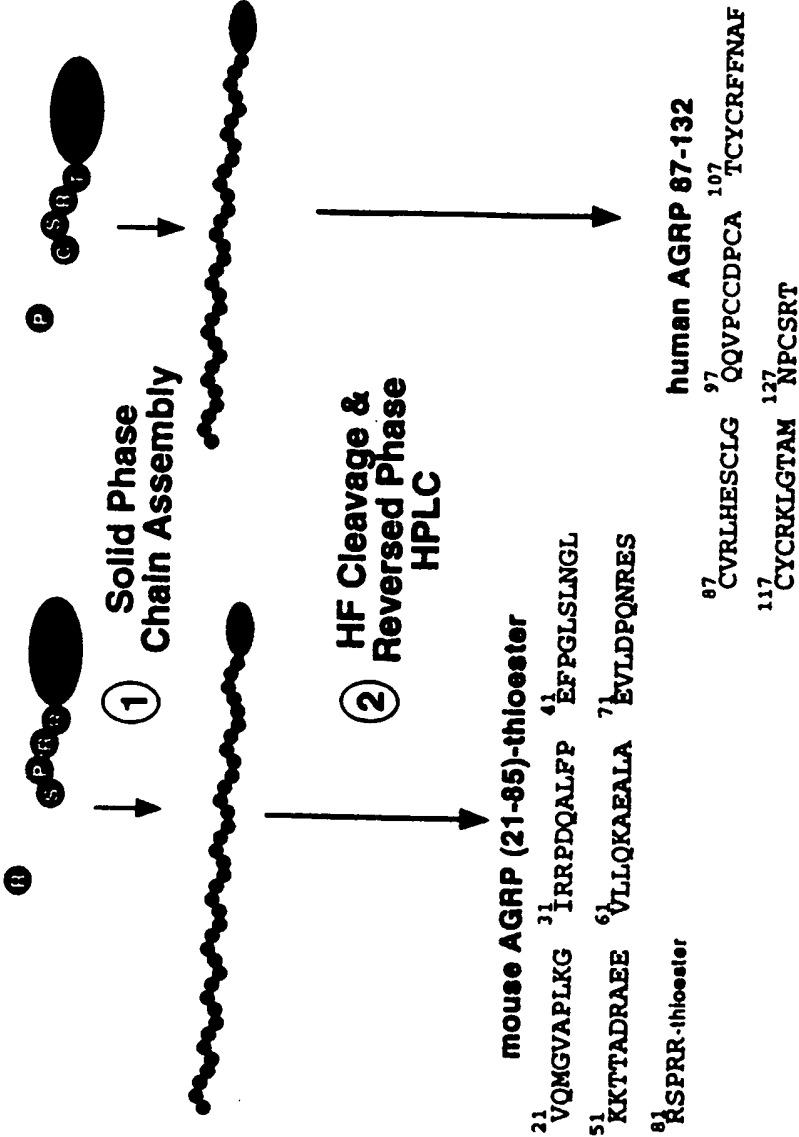 R
S P R R
P
C S R T
1 Solid Phase
Chain Assembly
2 HF Cleavage &
Reversed Phase
HPLC
mouse AGRP (21-85)-thioester
21 VQMGVAPLKG 31 IRRPDQALFP 41 EFPGLSLNGL
51 KKTTADRAEE 61 VLLQKAEALA 71 EVLDPQNRES
81 RSPRR-thioester
human AGRP 87-132
87 CVRLHESCLG 97 QQVPCCDPCA 107 TCYCRFFNAF
117 CYCRKLGTAM 127 NPCSRT